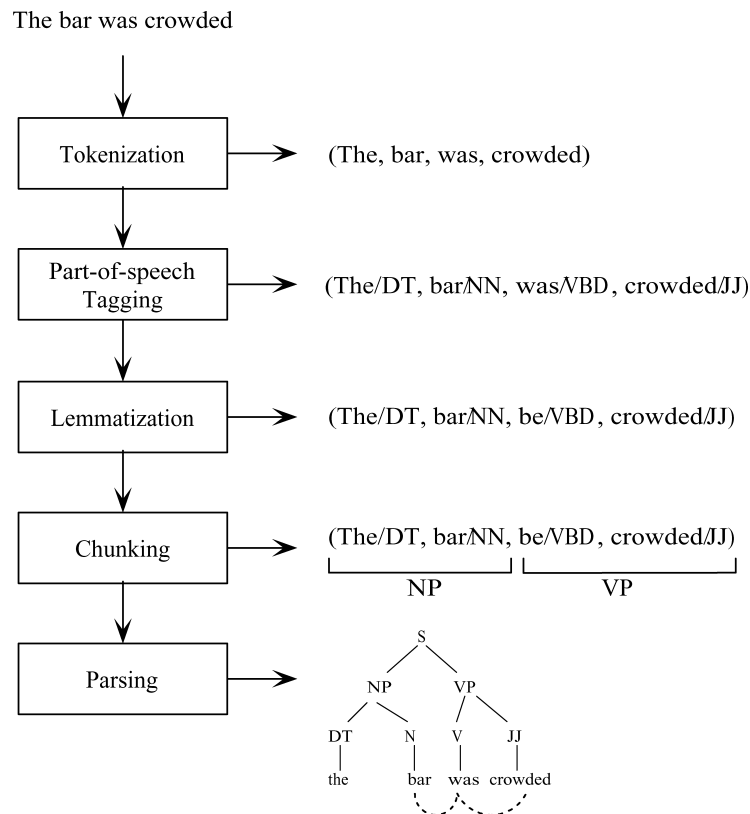 The bar was crowded
Tokenization
(The, bar, was, crowded)
Part-of-speech
Tagging
(The/DT, bar/NN, was/VBD, crowded/JJ)
Lemmatization
(The/DT, bar/NN, be/VBD, crowded/JJ)
Chunking
(The/DT, bar/NN, be/VBD, crowded/JJ)
NP VP
Parsing
S
NP VP
DT N V JJ
the bar was crowded